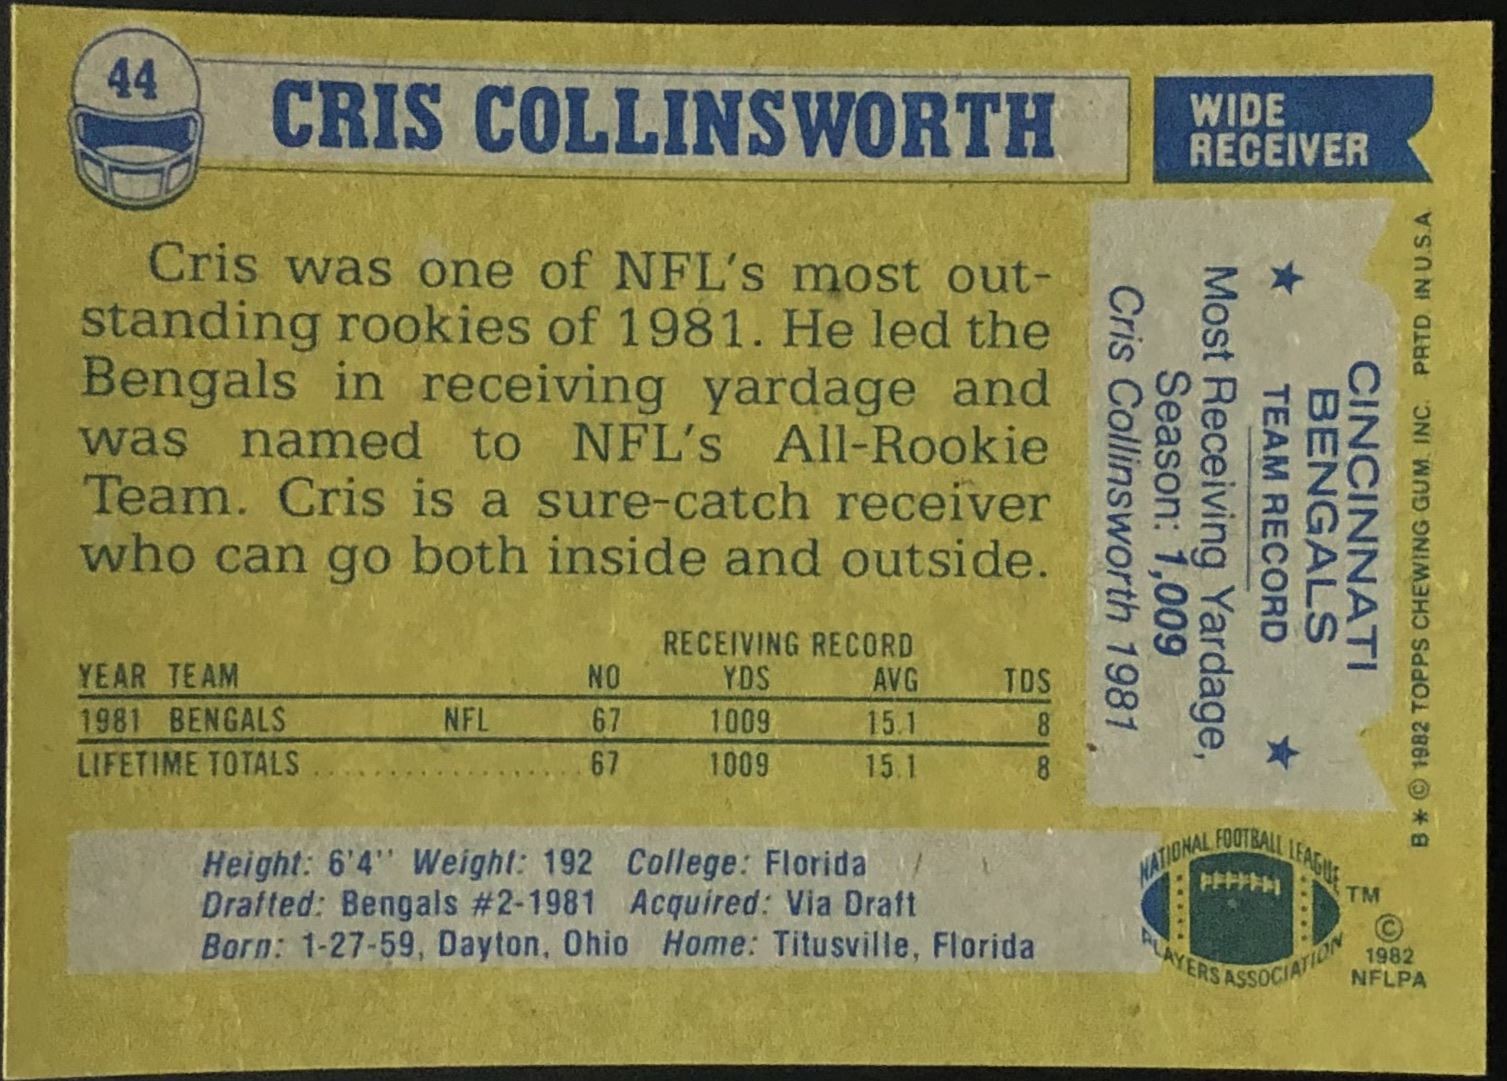 44
CRIS COLLINSWORTH
WIDE
RECEIVER
Cris was one of NFL's most out-
standing rookies of 1981. He led the
Bengals in receiving yardage and
was named to NFL's All-Rookie
Team. Cris is a sure-catch receiver
who can go both inside and outside.
RECEIVING RECORD
YEAR TEAM NO YDS AVG TDS
1981 BENGALS NFL 67 1009 15.1 8
LIFETIME TOTALS .................... 67 1009 15.1 8
CINCINNATI
BENGALS
★ TEAM RECORD ★
Most Receiving Yardage,
Season: 1,009
Cris Collinsworth 1981
B * © 1982 TOPPS CHEWING GUM, INC. PRTD. IN U.S.A.
Height: 6'4" Weight: 192 College: Florida
Drafted: Bengals #2-1981 Acquired: Via Draft
Born: 1-27-59, Dayton, Ohio Home: Titusville, Florida
NATIONAL FOOTBALL LEAGUE
PLAYERS ASSOCIATION
TM
©
1982
NFLPA